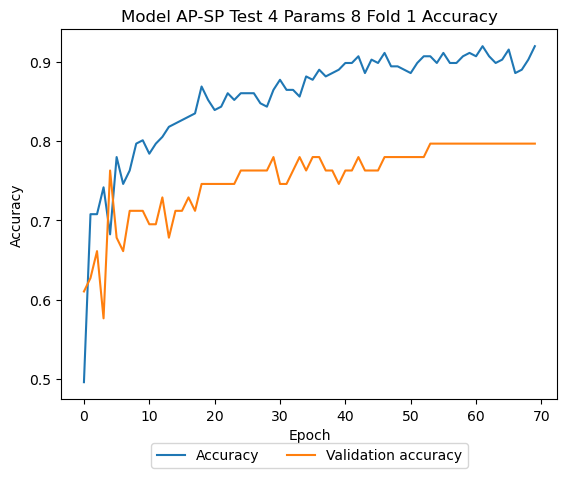 Model AP-SP Test 4 Params 8 Fold 1 Accuracy
0.9
0.8
0.7
0.6
0.5
Accuracy
0 10 20 30 40 50 60 70
Epoch
Accuracy Validation accuracy